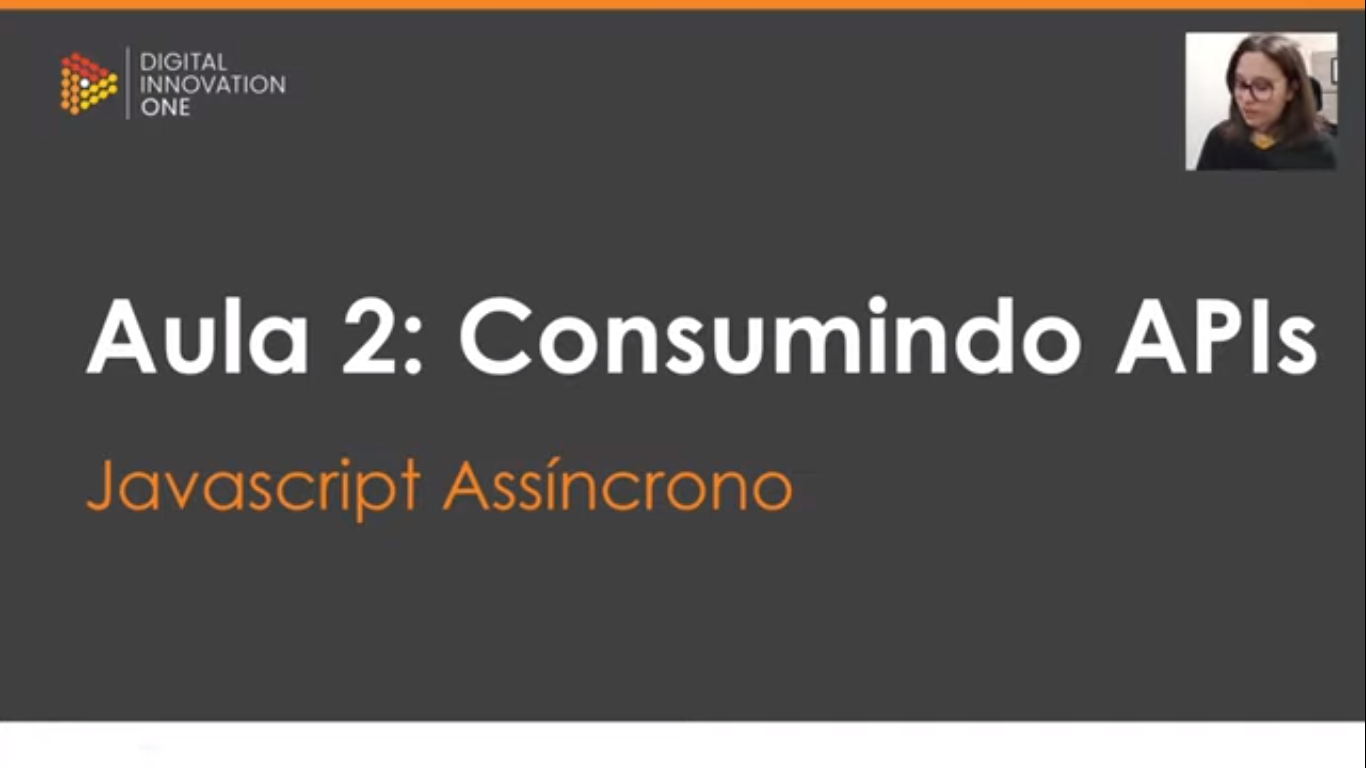 DIGITAL
INNOVATION
ONE
Aula 2: Consumindo APIs
Javascript Assíncrono